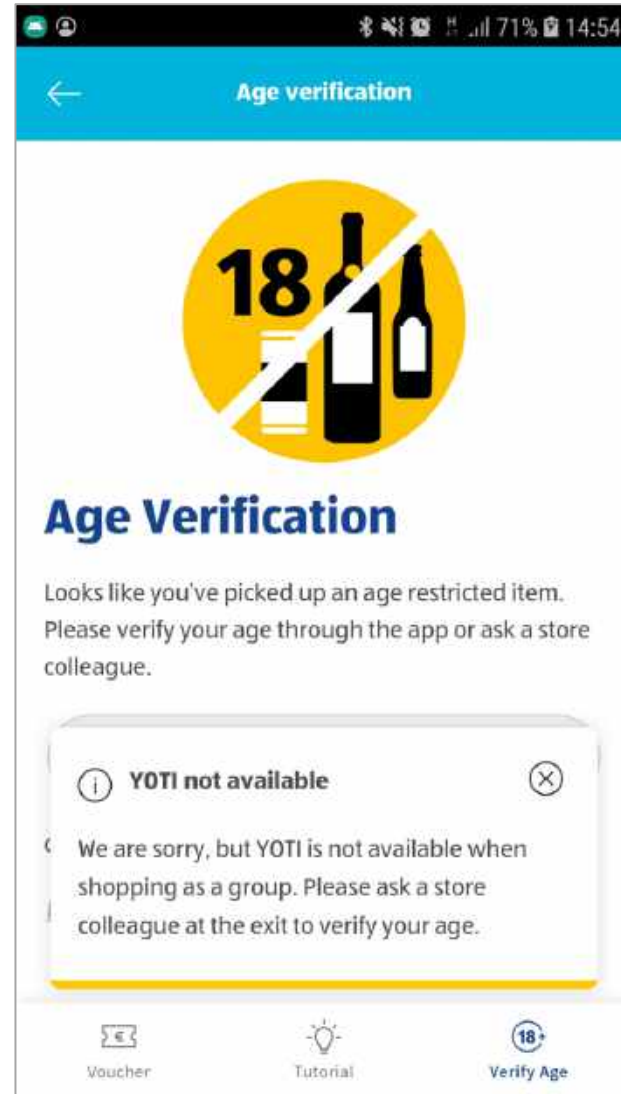 71% 14:54
Age verification
18
Age Verification
Looks like you've picked up an age restricted item.
Please verify your age through the app or ask a store
colleague.
YOTI not available
We are sorry, but YOTI is not available when
shopping as a group. Please ask a store
colleague at the exit to verify your age.
Voucher Tutorial 18+ Verify Age